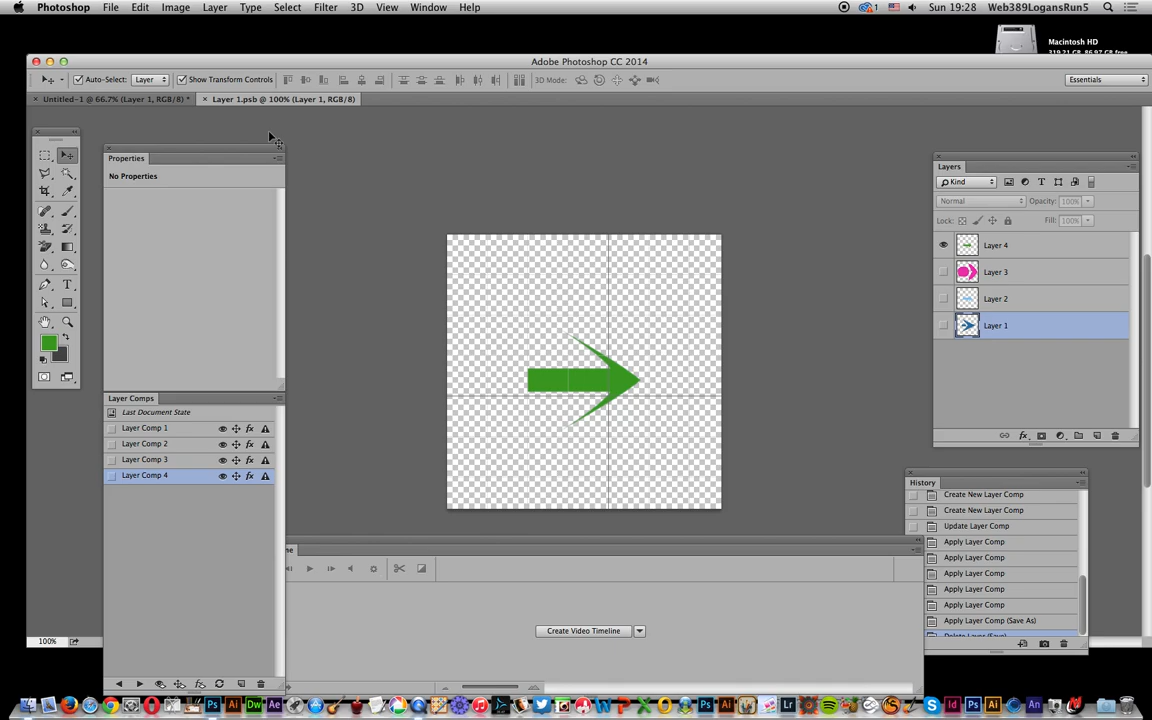 Photoshop File Edit Image Layer Type Select Filter 3D View Window Help
1 Sun 19:28 Web389LogansRun5
Macintosh HD
Adobe Photoshop CC 2014
Auto-Select: Layer Show Transform Controls 3D Mode: Essentials
Untitled-1 @ 66.7% (Layer 1, RGB/8) * Layer 1.psb @ 100% (Layer 1, RGB/8)
Properties
No Properties
Layer Comps
Last Document State
Layer Comp 1
Layer Comp 2
Layer Comp 3
Layer Comp 4
Layers
Kind
Normal Opacity: 100%
Lock: Fill: 100%
Layer 4
Layer 3
Layer 2
Layer 1
History
Create New Layer Comp
Create New Layer Comp
Update Layer Comp
Apply Layer Comp
Apply Layer Comp
Apply Layer Comp
Apply Layer Comp
Apply Layer Comp
Apply Layer Comp (Save As)
Delete Layer (Save)
Create Video Timeline
100%